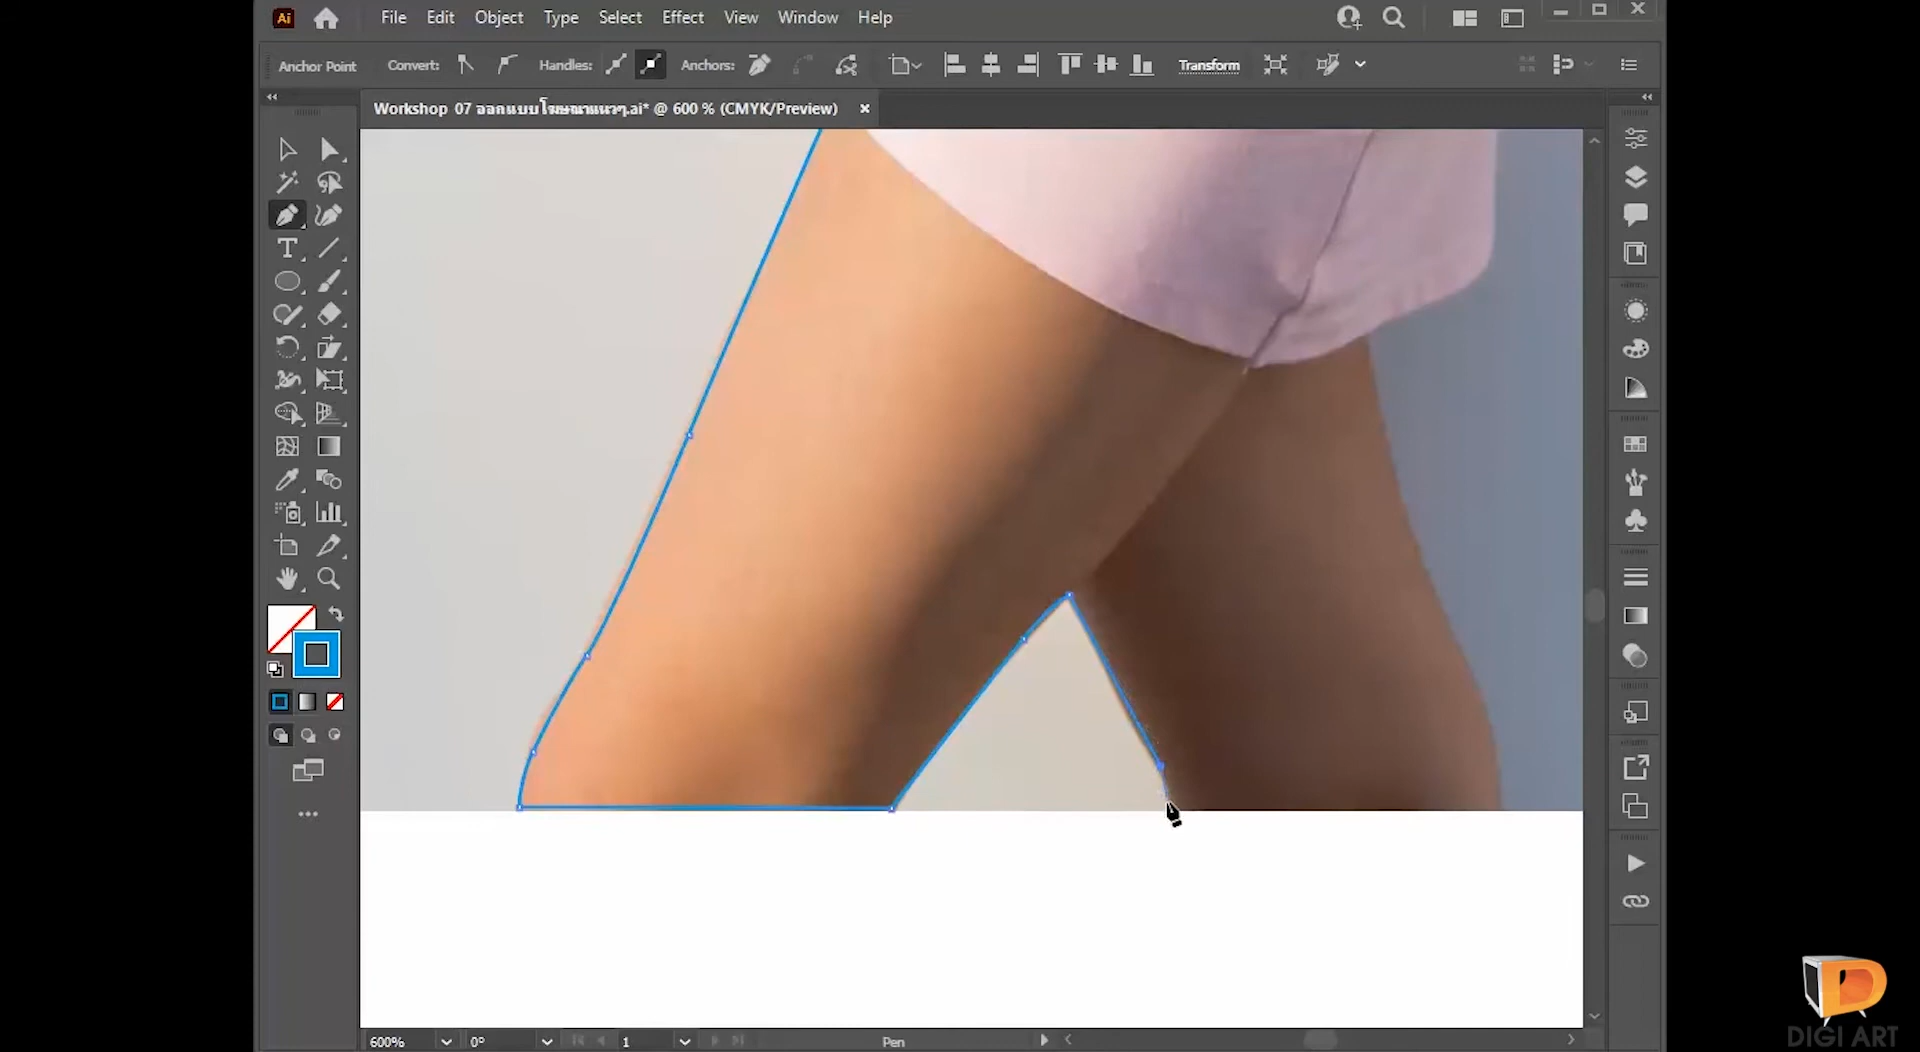 Ai File Edit Object Type Select Effect View Window Help
Anchor Point Convert: Handles: Anchors: Transform
Workshop 07 ออกแบบโฆษณาแนวๆ.ai* @ 600 % (CMYK/Preview)
600% 0° 1 Pen
DIGI ART